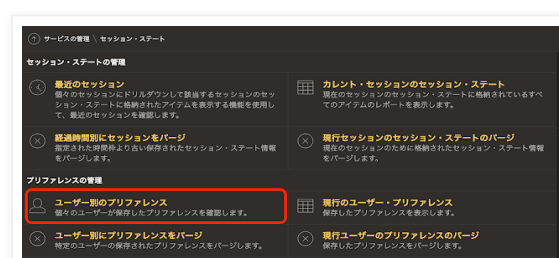 サービスの管理 \ セッション・ステート
セッション・ステートの管理
最近のセッション
個々のセッションにドリルダウンして該当するセッションのセッ
ション・ステートに格納されたアイテムを表示する機能を使用し
て、最近のセッションを確認します。
カレント・セッションのセッション・ステート
現在のセッションのセッション・ステートに格納されているすべ
てのアイテムのレポートを表示します。
経過時間別にセッションをパージ
指定された時間枠より古い保存されたセッション・ステート情報
をパージします。
現行セッションのセッション・ステートのパージ
現在のセッションのために格納されたセッション・ステート情報
をパージします。
プリファレンスの管理
ユーザー別のプリファレンス
個々のユーザーが保存したプリファレンスを確認します。
現行のユーザー・プリファレンス
保存したプリファレンスを表示します。
ユーザー別にプリファレンスをパージ
特定のユーザーの保存されたプリファレンスをパージします。
現行ユーザーのプリファレンスのパージ
保存したプリファレンスをパージします。